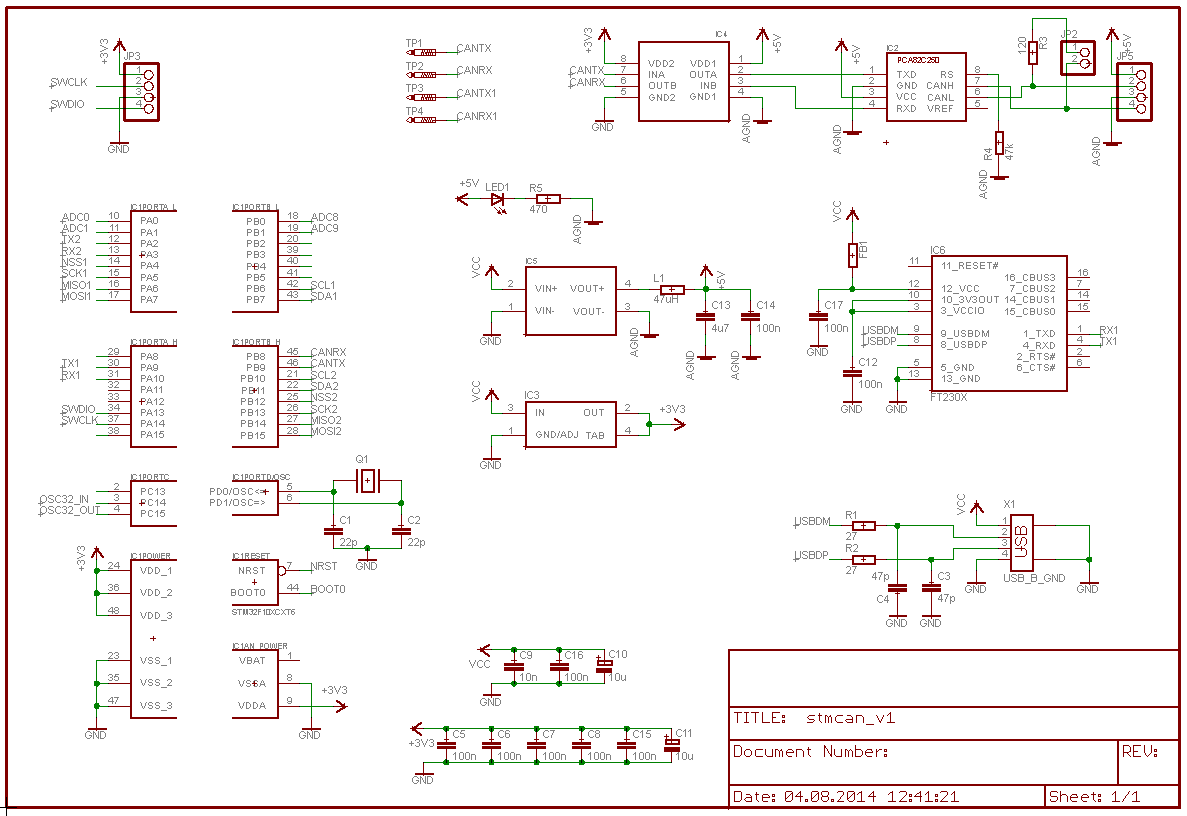 +3V3
JP3
1
2
3
4
SWCLK
SWDIO
GND
TP1 CANTX
TP2 CANRX
TP3 CANTX1
TP4 CANRX1
+3V3
IC4
+5V
8 VDD2 VDD1 1
CANTX 7 INA OUTA 2
CANRX 6 OUTB INB 3
5 GND2 GND1 4
GND
AGND
+5V
IC2
PCA82C250
1 TXD RS 8
2 GND CANH 7
3 VCC CANL 6
4 RXD VREF 5
AGND
R4
47k
AGND
120
R3
JP2
1
2
+5V
JP5
1
2
3
4
AGND
+5V LED1 R5
470
AGND
IC1PORTA_L
ADC0 10 PA0
ADC1 11 PA1
TX2 12 PA2
RX2 13 PA3
NSS1 14 PA4
SCK1 15 PA5
MISO1 16 PA6
MOSI1 17 PA7
IC1PORTB_L
PB0 18 ADC8
PB1 19 ADC9
PB2 20
PB3 39
PB4 40
PB5 41
PB6 42 SCL1
PB7 43 SDA1
IC1PORTA_H
29 PA8
TX1 30 PA9
RX1 31 PA10
32 PA11
33 PA12
SWDIO 34 PA13
SWCLK 37 PA14
38 PA15
IC1PORTB_H
PB8 45 CANRX
PB9 46 CANTX
PB10 21 SCL2
PB11 22 SDA2
PB12 25 NSS2
PB13 26 SCK2
PB14 27 MISO2
PB15 28 MOSI2
VCC
IC5
2 VIN+ VOUT+ 4
1 VIN- VOUT- 3
GND
AGND
L1
47uH
+5V
C13
4u7
AGND
C14
100n
AGND
VCC
IC3
3 IN OUT 2
1 GND/ADJ TAB 4
+3V3
GND
VCC
FB1
IC6
11 11_RESET#
12 12_VCC
10 10_3V3OUT
3 3_VCCIO
USBDM 9 9_USBDM
USBDP 8 8_USBDP
5 5_GND
13 13_GND
16_CBUS3 16
7_CBUS2 7
14_CBUS1 14
15_CBUS0 15
1_TXD 1 RX1
4_RXD 4 TX1
2_RTS# 2
6_CTS# 6
FT230X
C17
100n
GND
C12
100n
GND
GND
IC1PORTC
2 PC13
OSC32_IN 3 PC14
OSC32_OUT 4 PC15
IC1PORTD/OSC
PD0/OSC<= 5
PD1/OSC=> 6
Q1
C1
22p
C2
22p
GND
+3V3
IC1POWER
24 VDD_1
36 VDD_2
48 VDD_3
23 VSS_1
35 VSS_2
47 VSS_3
GND
IC1RESET
NRST 7 NRST
BOOT0 44 BOOT0
STM32F10XCXT6
IC1AN_POWER
VBAT 1
VSSA 8
VDDA 9
+3V3
GND
USBDM R1
27
USBDP R2
27
47p
C4
GND
C3
47p
GND
VCC
X1
1
2
3
4
USB
USB_B_GND
GND
GND
VCC
C9
10n
C16
100n
C10
10u
GND
+3V3
C5
100n
C6
100n
C7
100n
C8
100n
C15
100n
C11
10u
GND
TITLE: stmcan_v1
Document Number:
REV:
Date: 04.08.2014 12:41:21
Sheet: 1/1